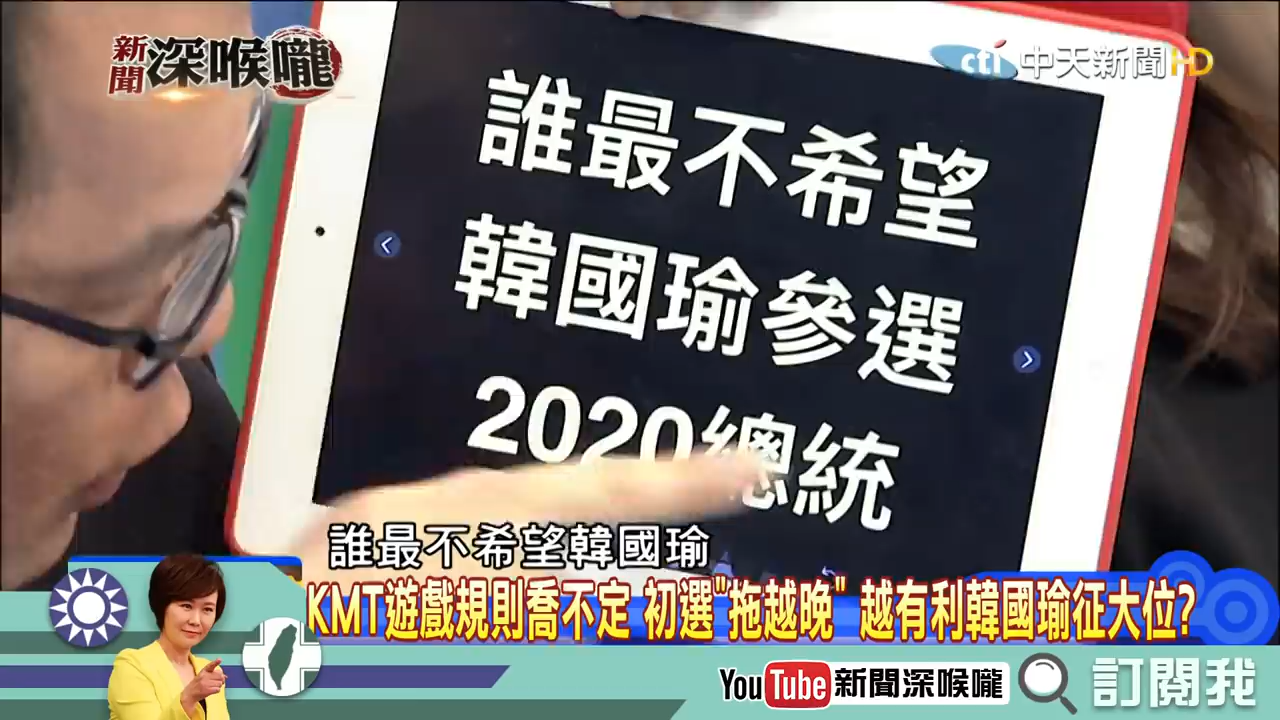 新聞深喉嚨
cti中天新聞HD
誰最不希望
韓國瑜參選
2020總統
誰最不希望韓國瑜
KMT遊戲規則喬不定 初選"拖越晚" 越有利韓國瑜征大位?
YouTube新聞深喉嚨
訂閱我